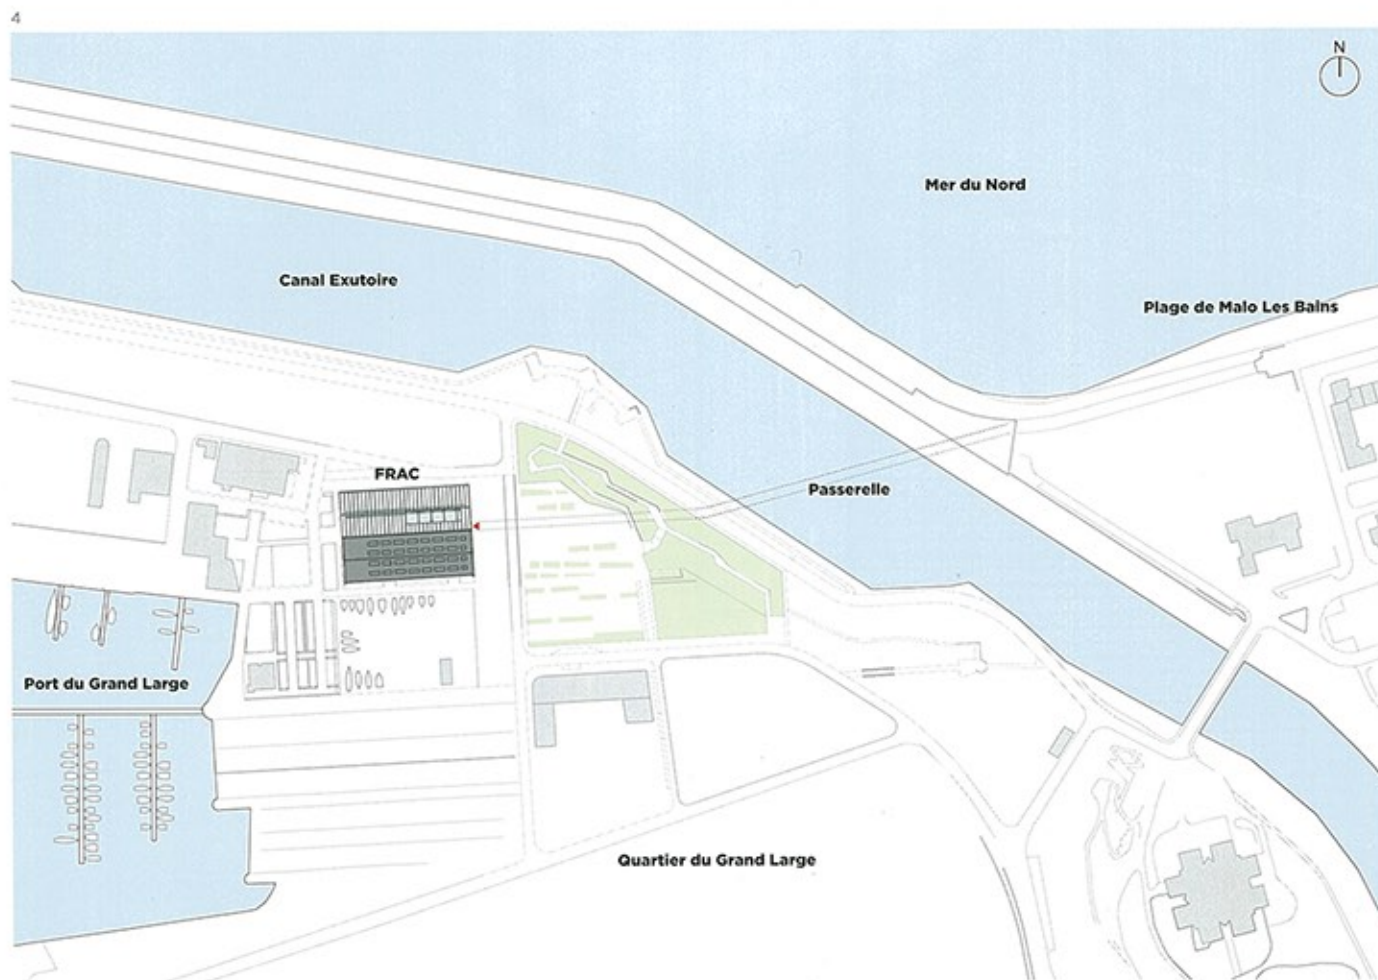 4
N
Mer du Nord
Canal Exutoire
Plage de Malo Les Bains
FRAC
Passerelle
Port du Grand Large
Quartier du Grand Large